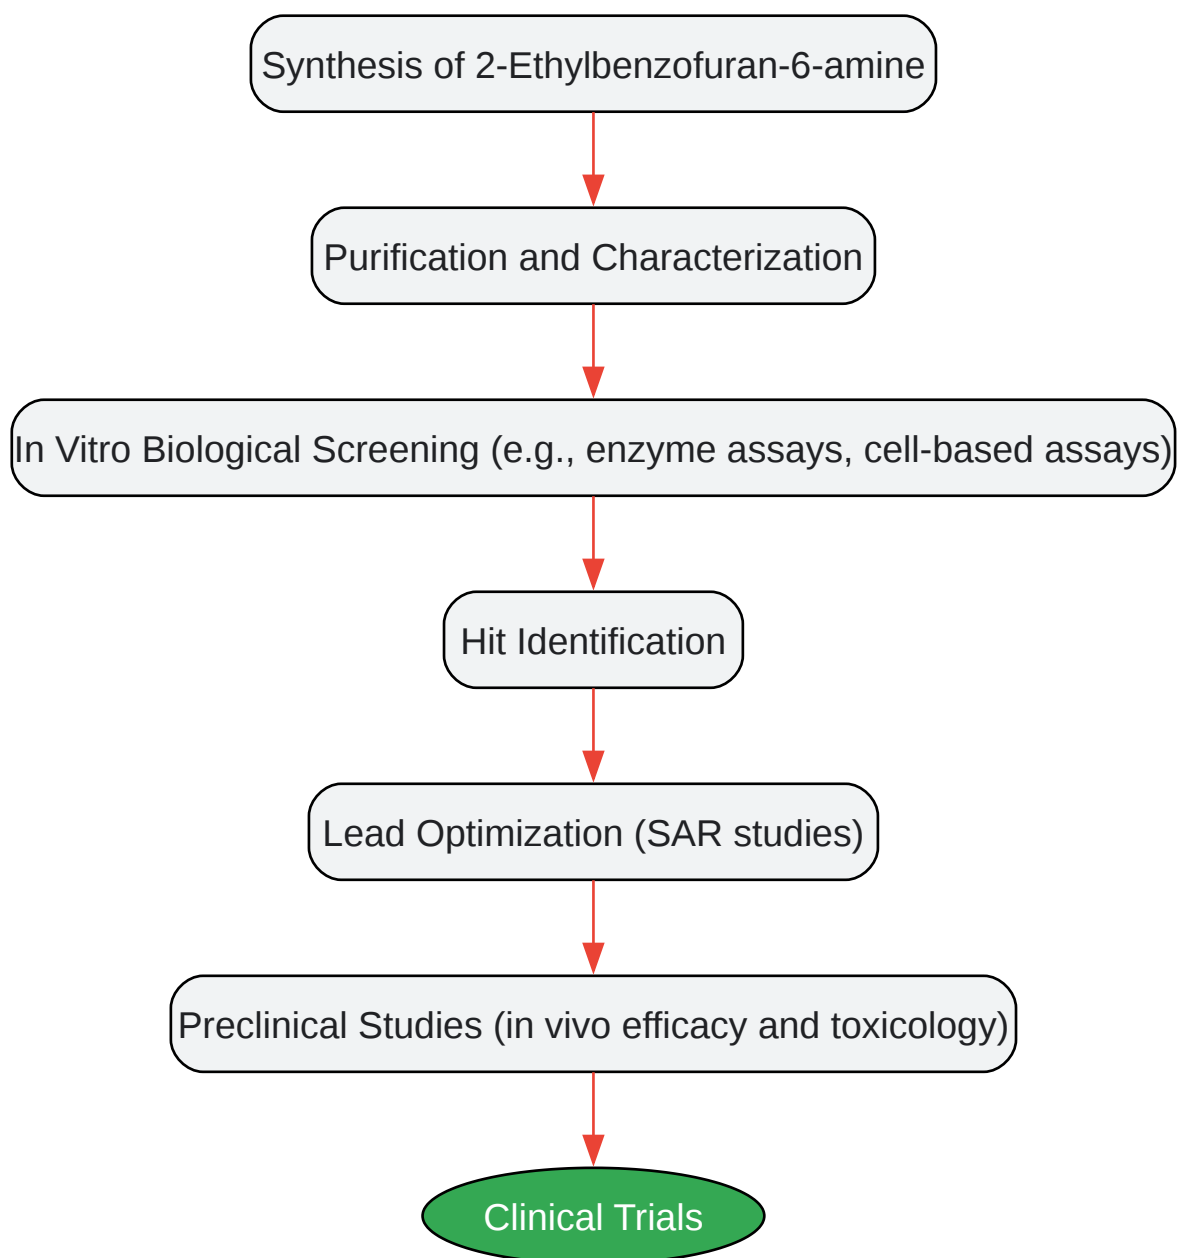 Synthesis of 2-Ethylbenzofuran-6-amine
Purification and Characterization
In Vitro Biological Screening (e.g., enzyme assays, cell-based assays)
Hit Identification
Lead Optimization (SAR studies)
Preclinical Studies (in vivo efficacy and toxicology)
Clinical Trials